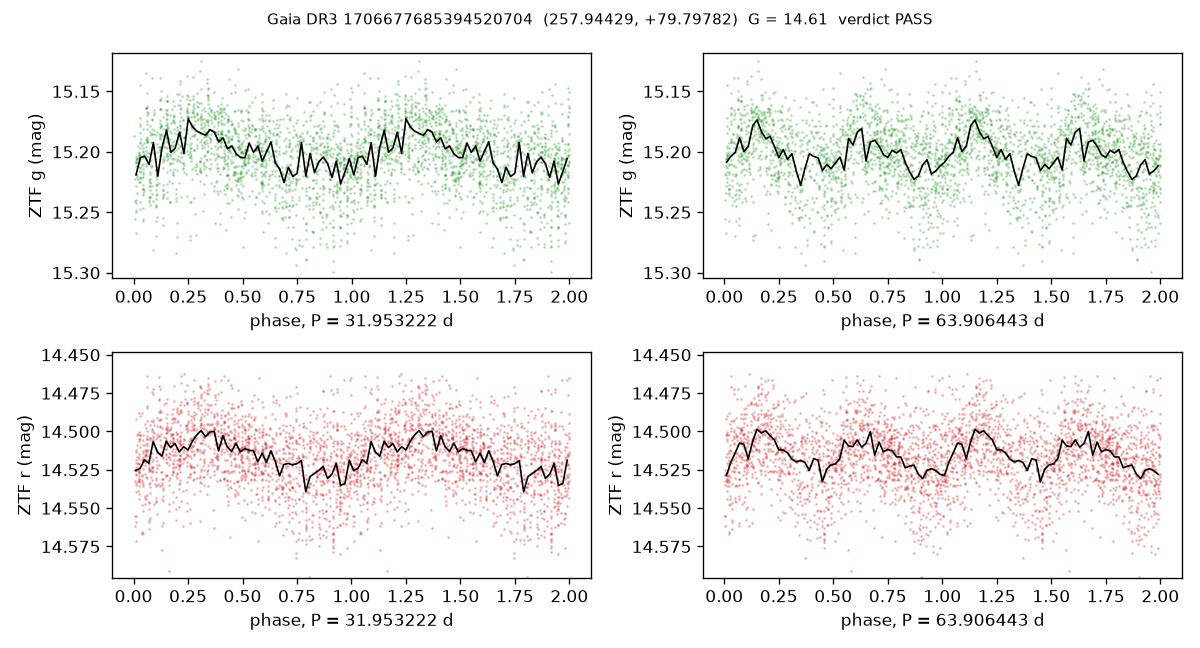 Gaia DR3 1706677685394520704  (257.94429, +79.79782)  G = 14.61  verdict PASS
ZTF g (mag)
15.15
15.20
15.25
15.30
0.00 0.25 0.50 0.75 1.00 1.25 1.50 1.75 2.00
phase, P = 31.953222 d
ZTF g (mag)
15.15
15.20
15.25
15.30
0.00 0.25 0.50 0.75 1.00 1.25 1.50 1.75 2.00
phase, P = 63.906443 d
ZTF r (mag)
14.450
14.475
14.500
14.525
14.550
14.575
0.00 0.25 0.50 0.75 1.00 1.25 1.50 1.75 2.00
phase, P = 31.953222 d
ZTF r (mag)
14.450
14.475
14.500
14.525
14.550
14.575
0.00 0.25 0.50 0.75 1.00 1.25 1.50 1.75 2.00
phase, P = 63.906443 d